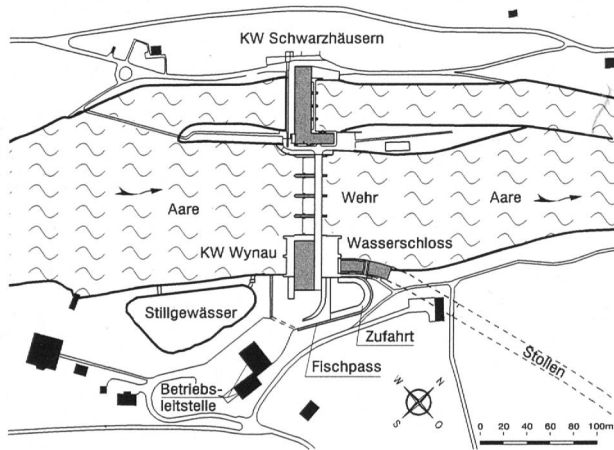 KW Schwarzhäusern
Aare
Wehr
Aare
KW Wynau
Wasserschloss
Stillgewässer
Zufahrt
Fischpass
Stollen
Betriebs-
leitstelle
W N
S O
0 20 40 60 80 100m